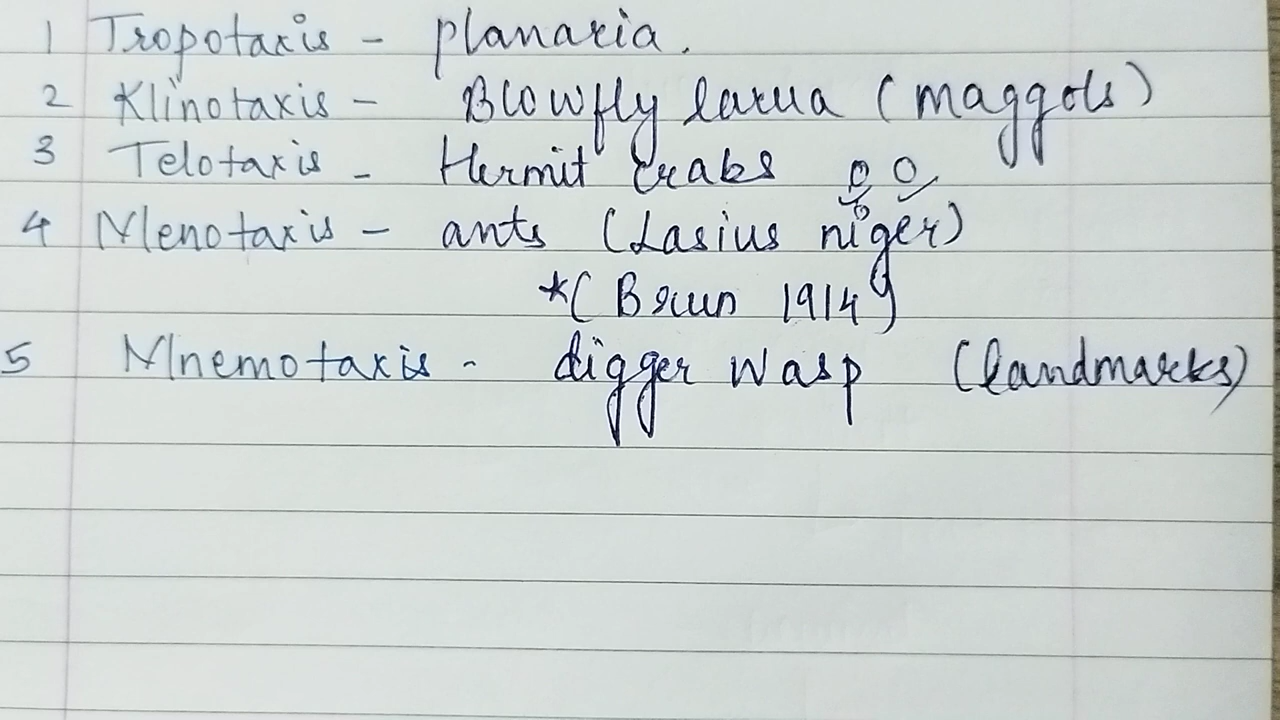 1 Tropotaxis - planaria.
2 Klinotaxis - Blowfly larva (maggots)
3 Telotaxis - Hermit crabs
4 Menotaxis - ants (Lasius niger)
*(Brun 1914)
5 Mnemotaxis - digger wasp (landmarks)